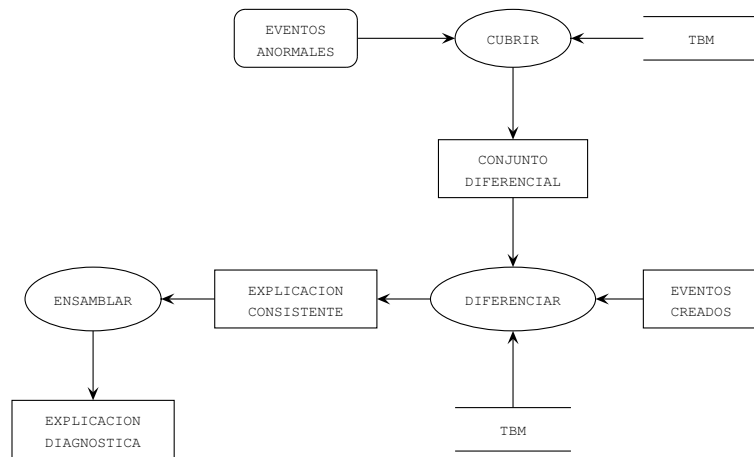 EVENTOS
ANORMALES
CUBRIR
TBM
CONJUNTO
DIFERENCIAL
ENSAMBLAR
EXPLICACION
CONSISTENTE
DIFERENCIAR
EVENTOS
CREADOS
EXPLICACION
DIAGNOSTICA
TBM